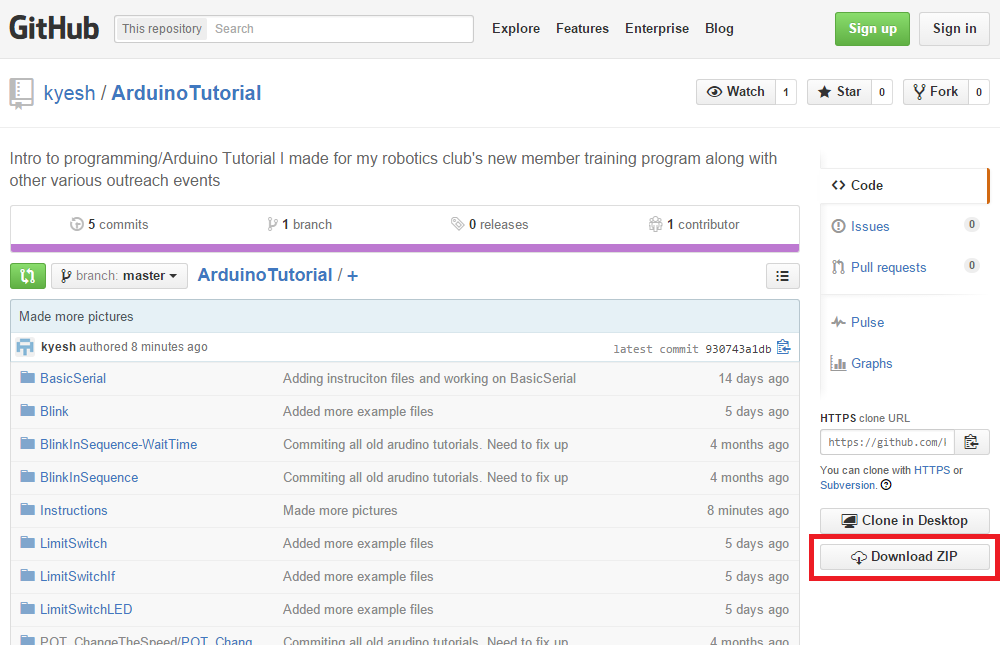 GitHub This repository Search Explore Features Enterprise Blog Sign up Sign in
kyesh / ArduinoTutorial Watch 1 Star 0 Fork 0
Intro to programming/Arduino Tutorial I made for my robotics club's new member training program along with
other various outreach events
5 commits 1 branch 0 releases 1 contributor
branch: master ArduinoTutorial / +
Made more pictures
kyesh authored 8 minutes ago latest commit 930743a1db
BasicSerial Adding instruciton files and working on BasicSerial 14 days ago
Blink Added more example files 5 days ago
BlinkInSequence-WaitTime Commiting all old arudino tutorials. Need to fix up 4 months ago
BlinkInSequence Commiting all old arudino tutorials. Need to fix up 4 months ago
Instructions Made more pictures 8 minutes ago
LimitSwitch Added more example files 5 days ago
LimitSwitchIf Added more example files 5 days ago
LimitSwitchLED Added more example files 5 days ago
POT_ChangeTheSpeed/POT_Chang Commiting all old arudino tutorials. Need to fix up 4 months ago
Code
Issues 0
Pull requests 0
Pulse
Graphs
HTTPS clone URL
https://github.com/
You can clone with HTTPS or
Subversion.
Clone in Desktop
Download ZIP